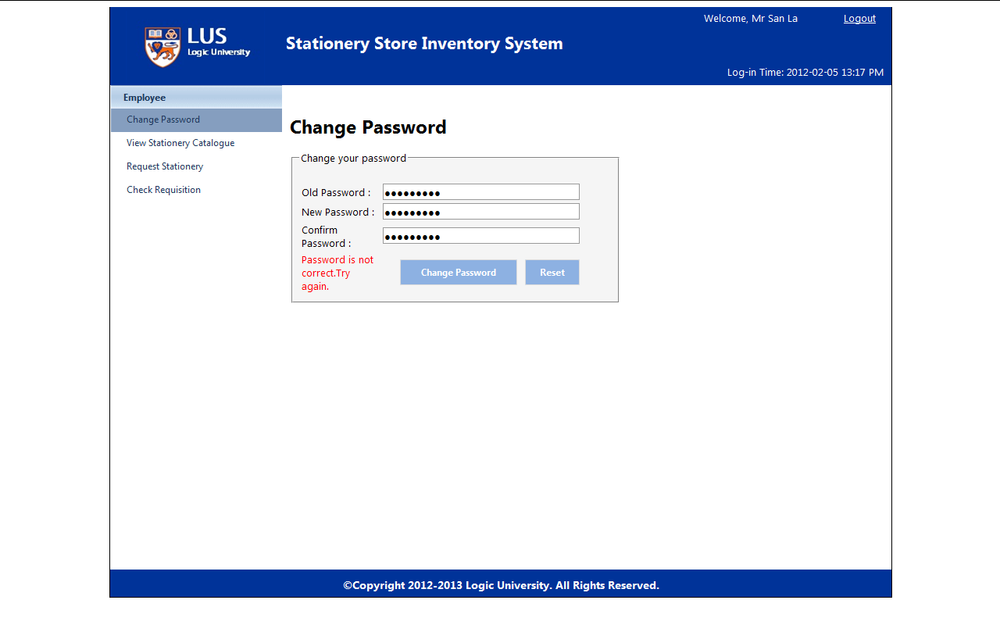 Welcome, Mr San La
Logout
LUS
Logic University
Stationery Store Inventory System
Log-in Time: 2012-02-05 13:17 PM
Employee
Change Password
View Stationery Catalogue
Request Stationery
Check Requisition
Change Password
Change your password
Old Password :
New Password :
Confirm
Password :
Password is not
correct.Try
again.
Change Password
Reset
©Copyright 2012-2013 Logic University. All Rights Reserved.